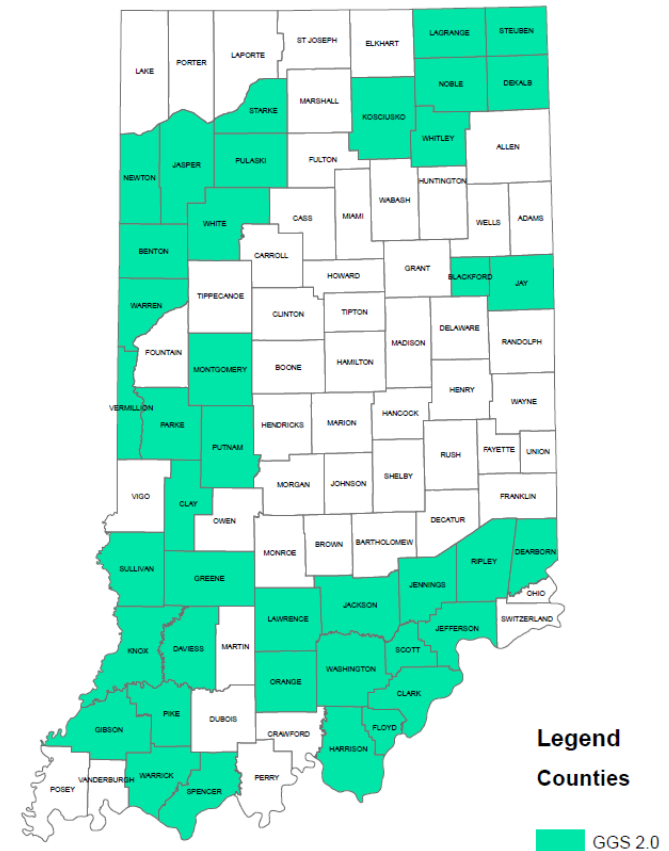 LAGRANGE
STEUBEN
ST JOSEPH
ELKHART
LAPORTE
PORTER
LAKE
NOBLE
DEKALB
MARSHALL
STARKE
KOSCIUSKO
WHITLEY
ALLEN
FULTON
PULASKI
JASPER
NEWTON
HUNTINGTON
WABASH
MIAMI
CASS
WHITE
WELLS
ADAMS
BENTON
CARROLL
GRANT
HOWARD
BLACKFORD
JAY
TIPPECANOE
WARREN
CLINTON
TIPTON
DELAWARE
MADISON
RANDOLPH
FOUNTAIN
HAMILTON
BOONE
MONTGOMERY
HENRY
WAYNE
VERMILLION
HANCOCK
PARKE
HENDRICKS
MARION
PUTNAM
FAYETTE
UNION
RUSH
SHELBY
MORGAN
JOHNSON
VIGO
CLAY
FRANKLIN
OWEN
DECATUR
BROWN
BARTHOLOMEW
MONROE
DEARBORN
RIPLEY
SULLIVAN
GREENE
JENNINGS
OHIO
JACKSON
LAWRENCE
SWITZERLAND
JEFFERSON
MARTIN
KNOX
DAVIESS
SCOTT
WASHINGTON
ORANGE
CLARK
PIKE
DUBOIS
GIBSON
FLOYD
CRAWFORD
HARRISON
Legend
Counties
WARRICK
PERRY
VANDERBURGH
POSEY
SPENCER
GGS 2.0